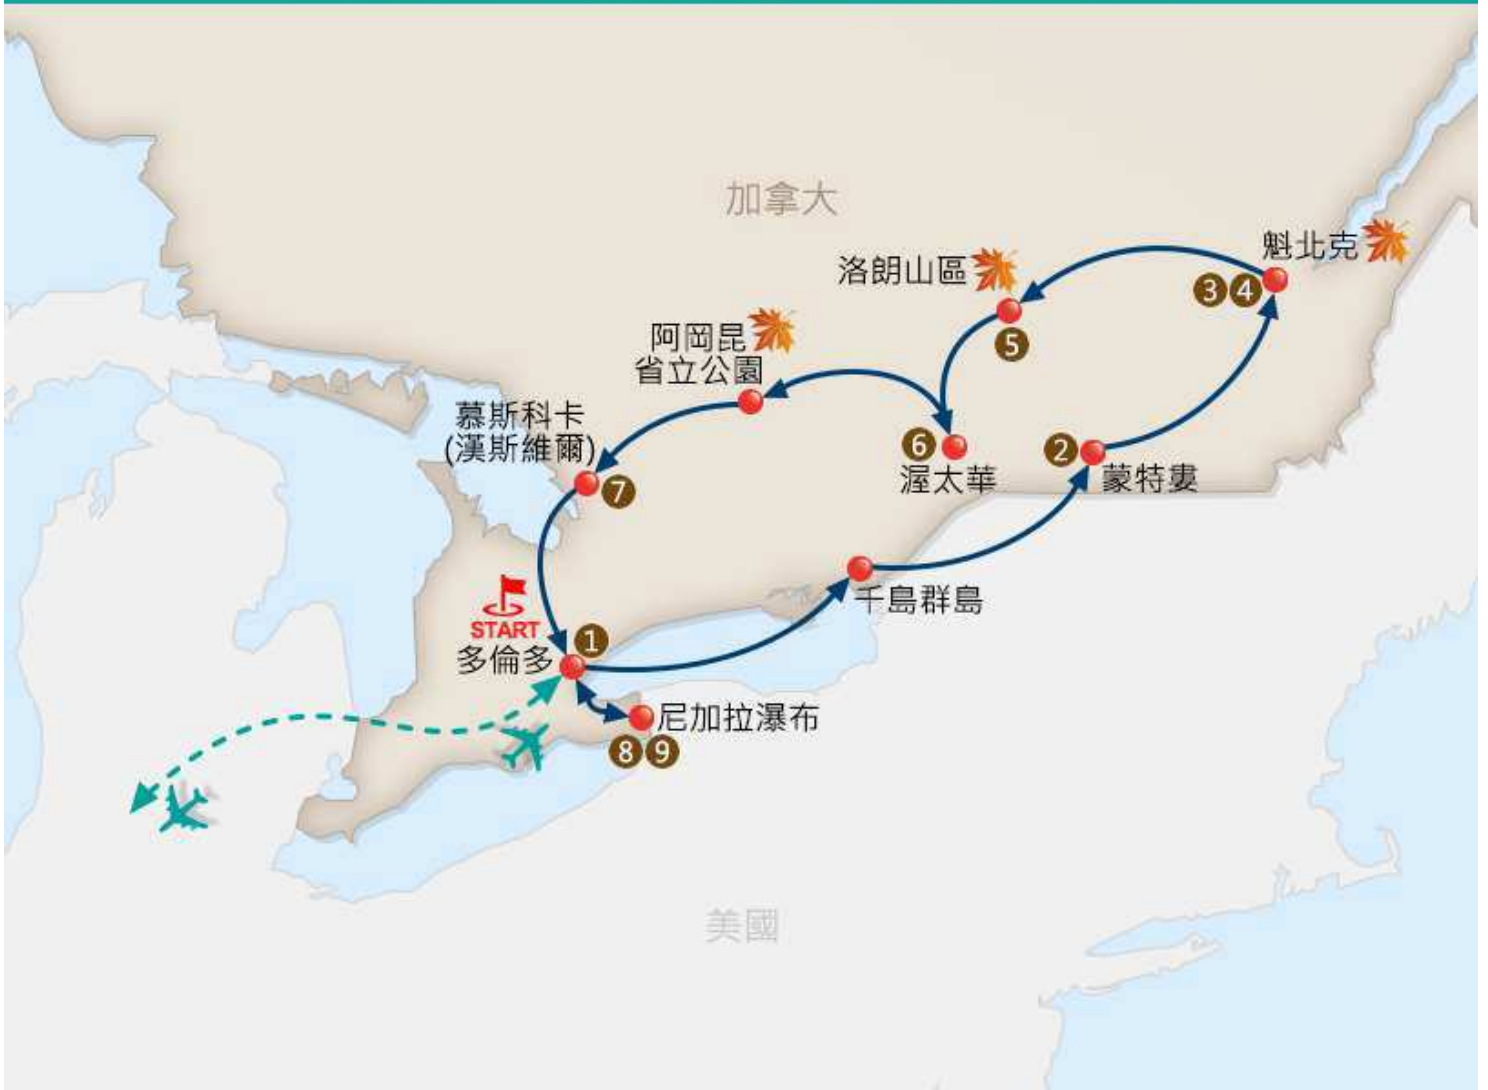 加拿大
魁北克
3 4
洛朗山區
5
阿岡昆
省立公園
慕斯科卡
(漢斯維爾)
7
6
渥太華
2
蒙特婁
千島群島
START
1
多倫多
尼加拉瀑布
8 9
美國